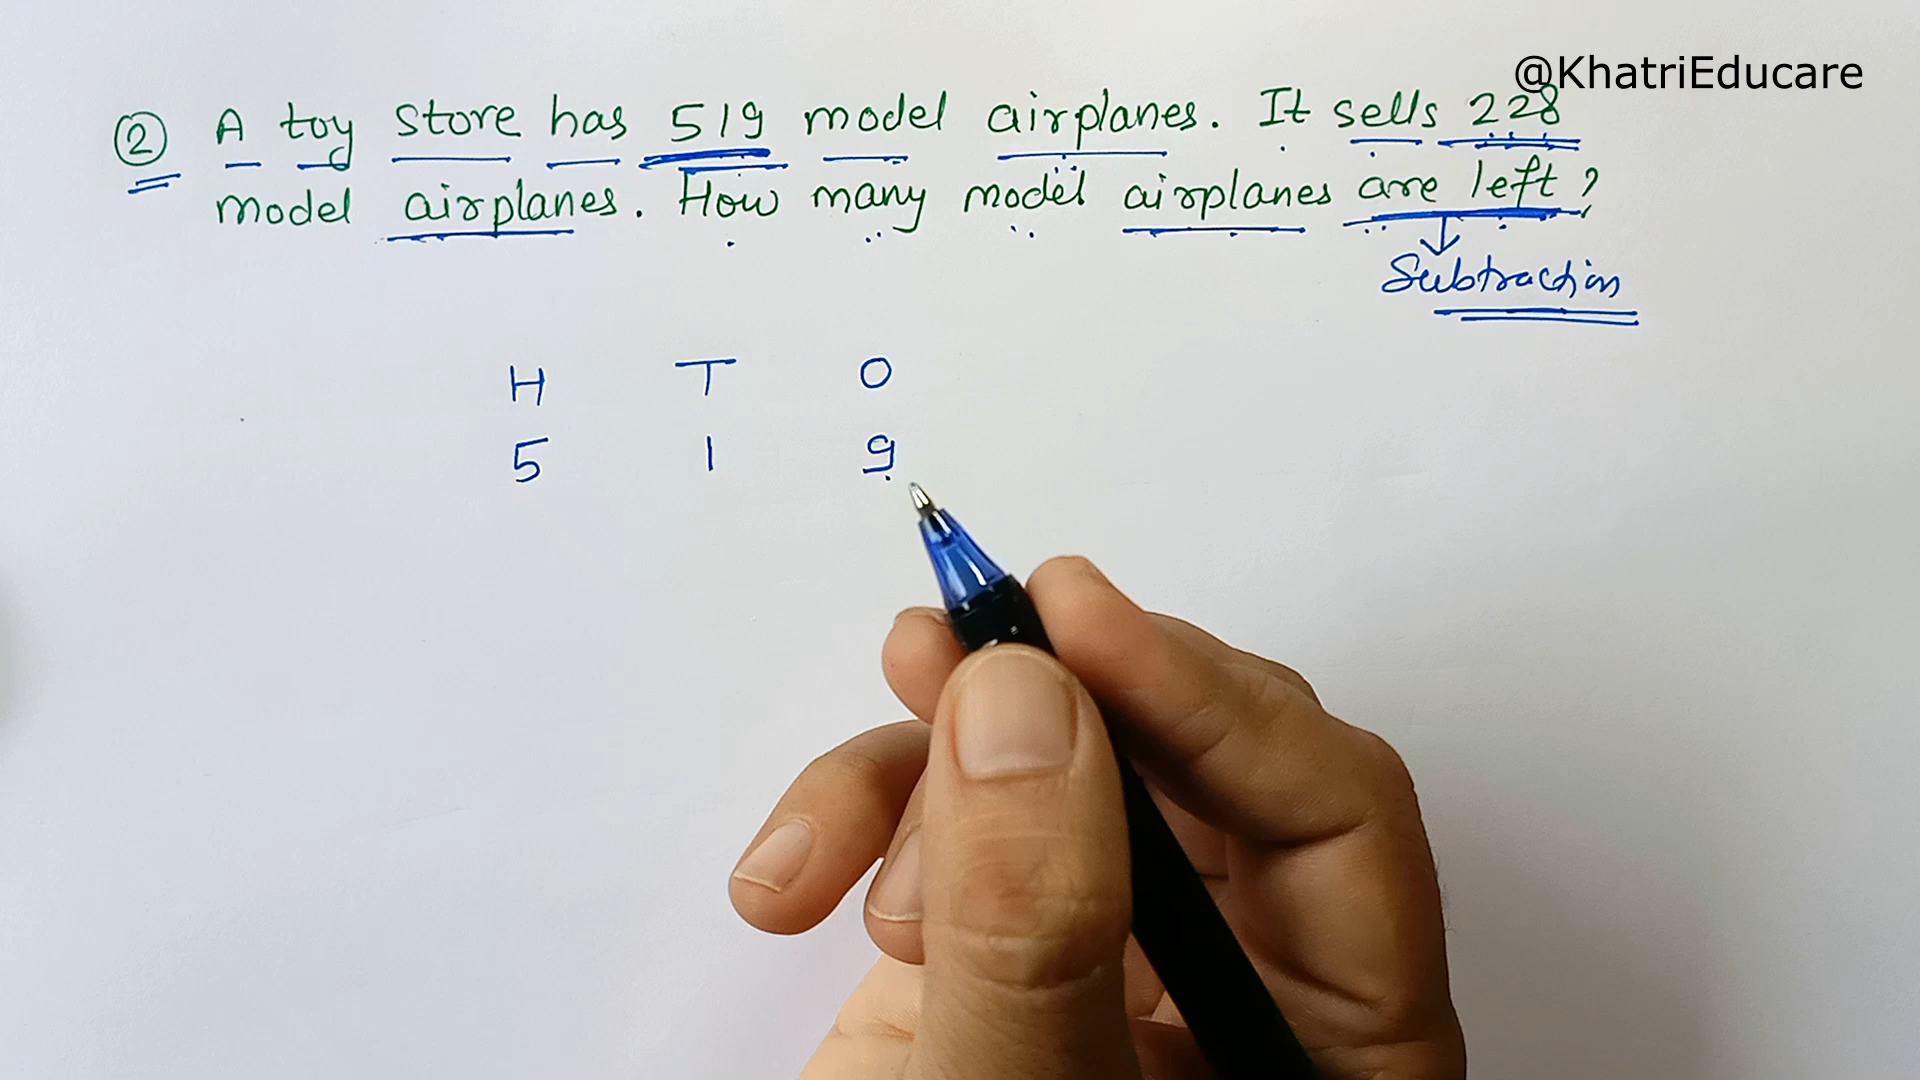 @KhatriEducare
② A toy store has 519 model airplanes. It sells 228
model airplanes. How many model airplanes are left?
Subtraction
H T O
5 1 9